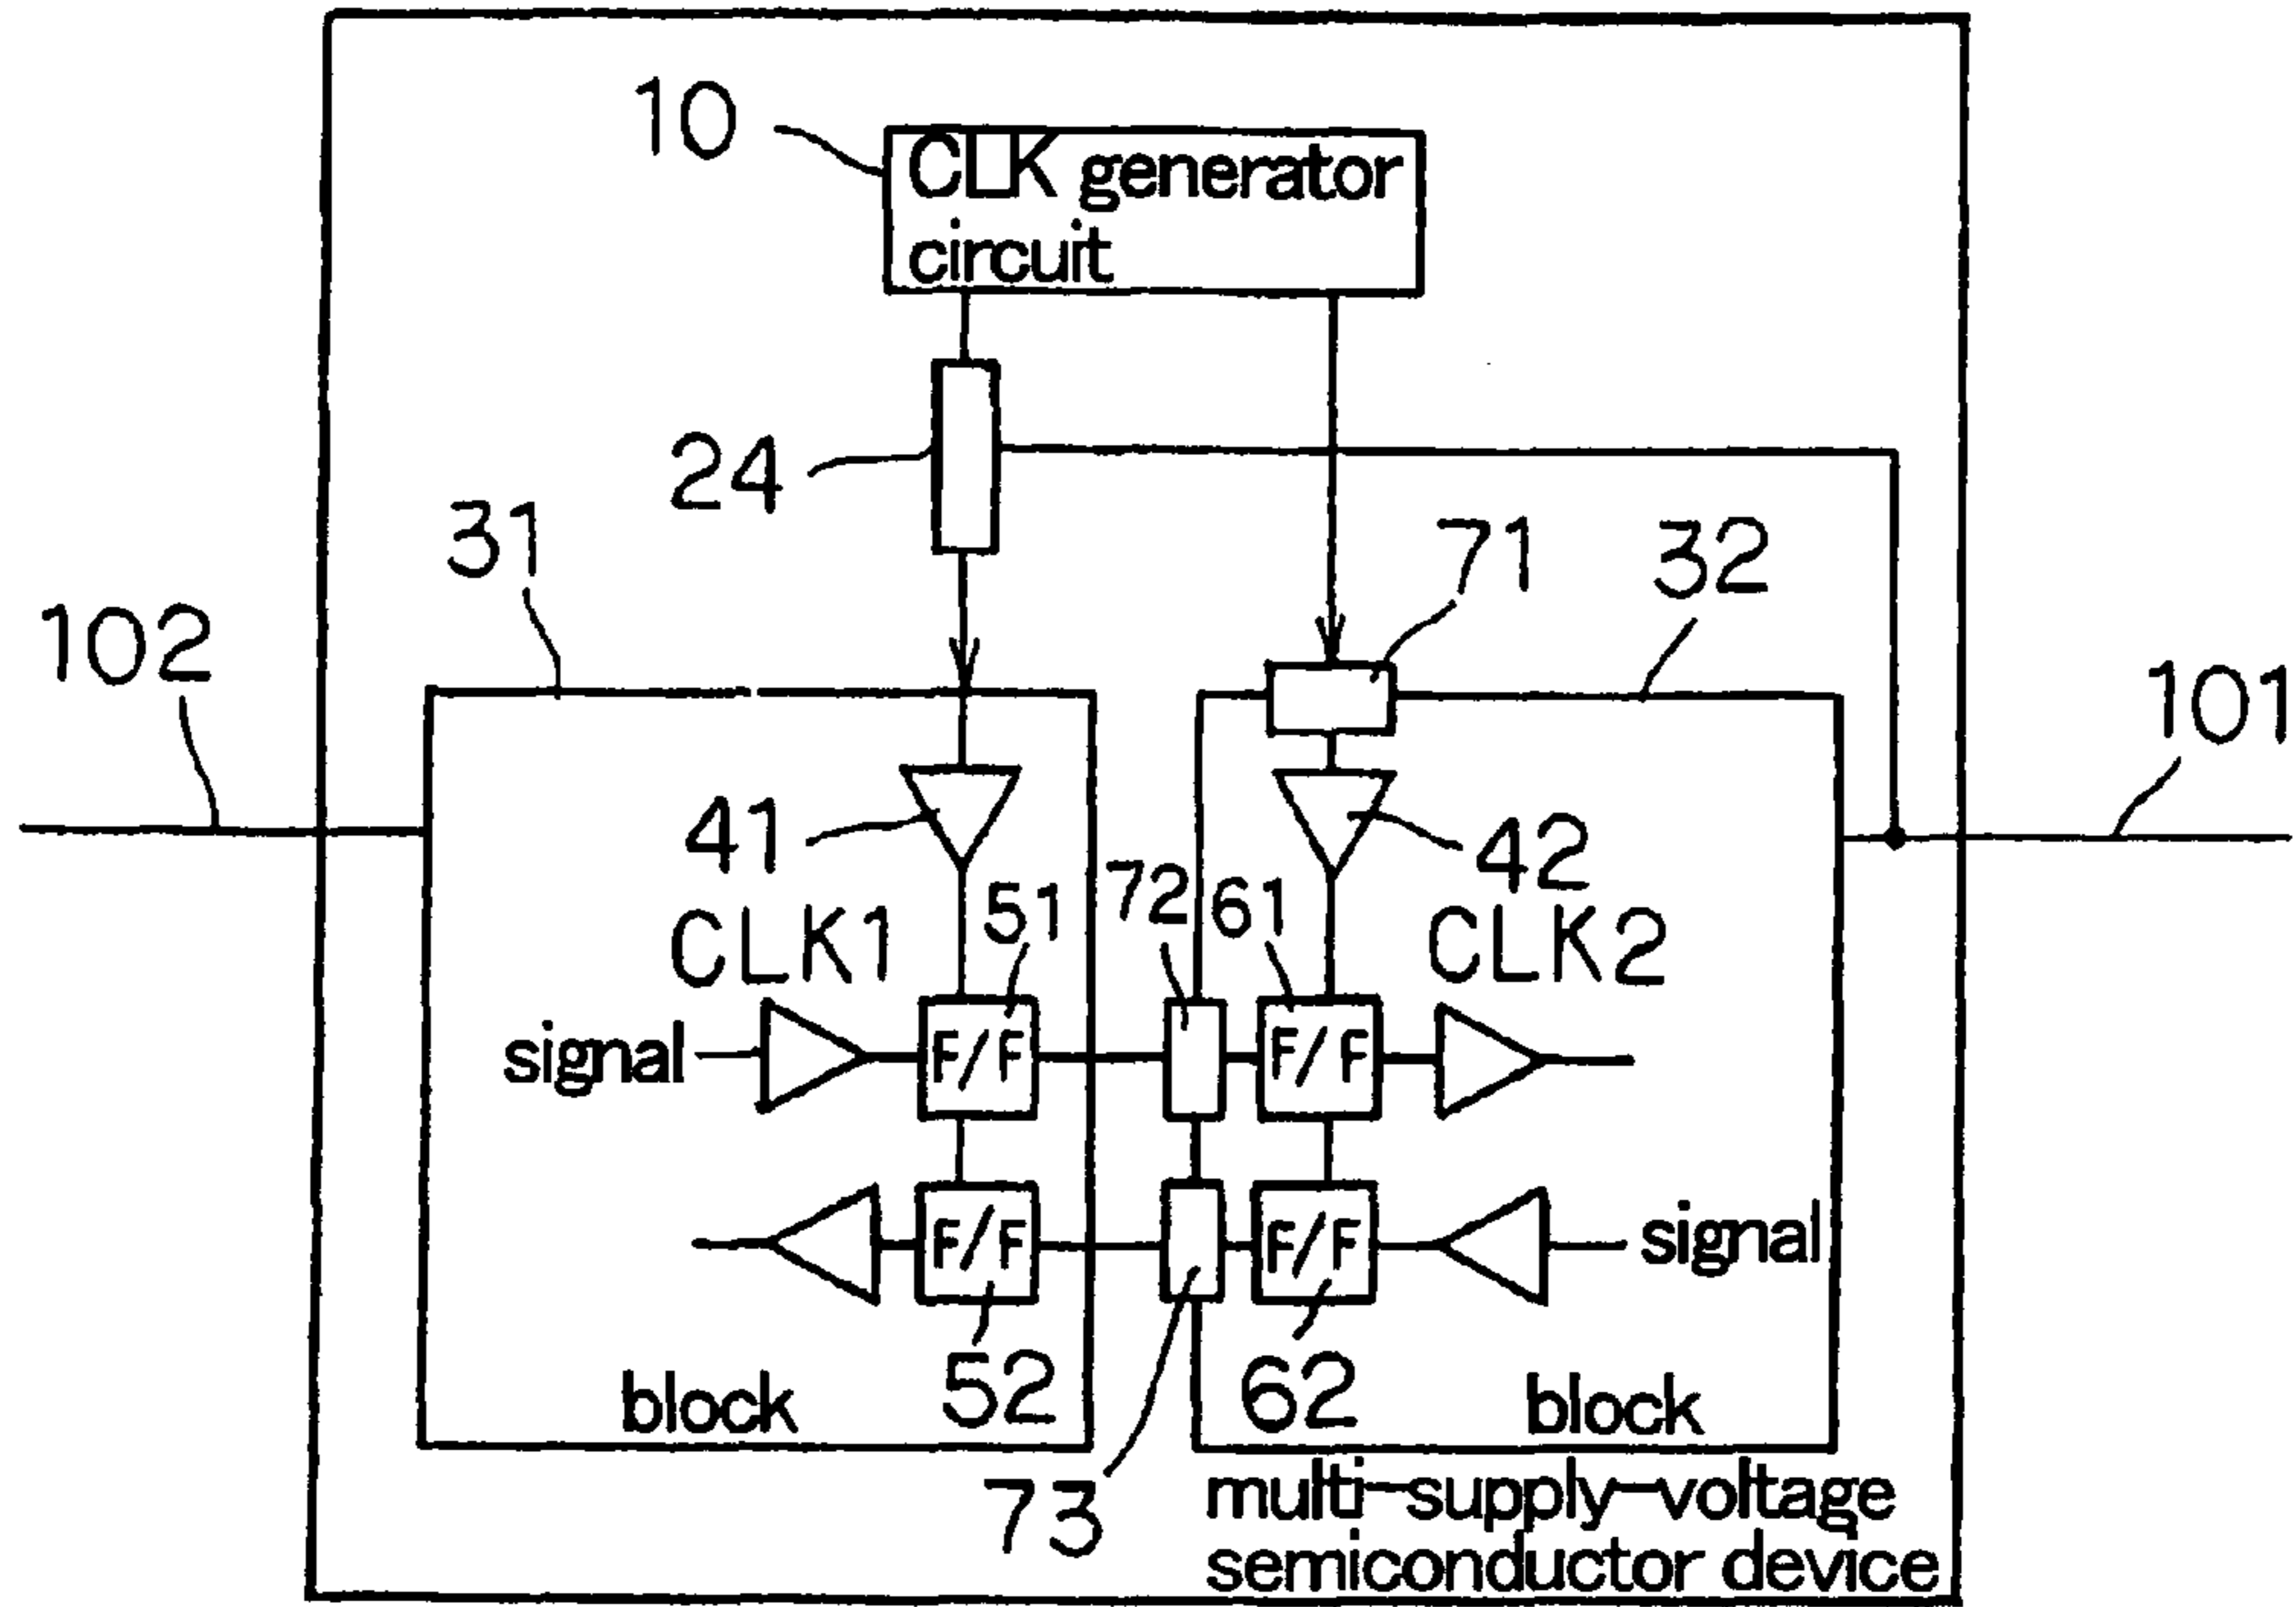 10
CLK generator
circuit
24
31
71
32
102
101
41
42
CLK1
51
72
61
CLK2
signal
F/F
F/F
F/F
F/F
signal
block
52
62
block
73
multi-supply-voltage
semiconductor device